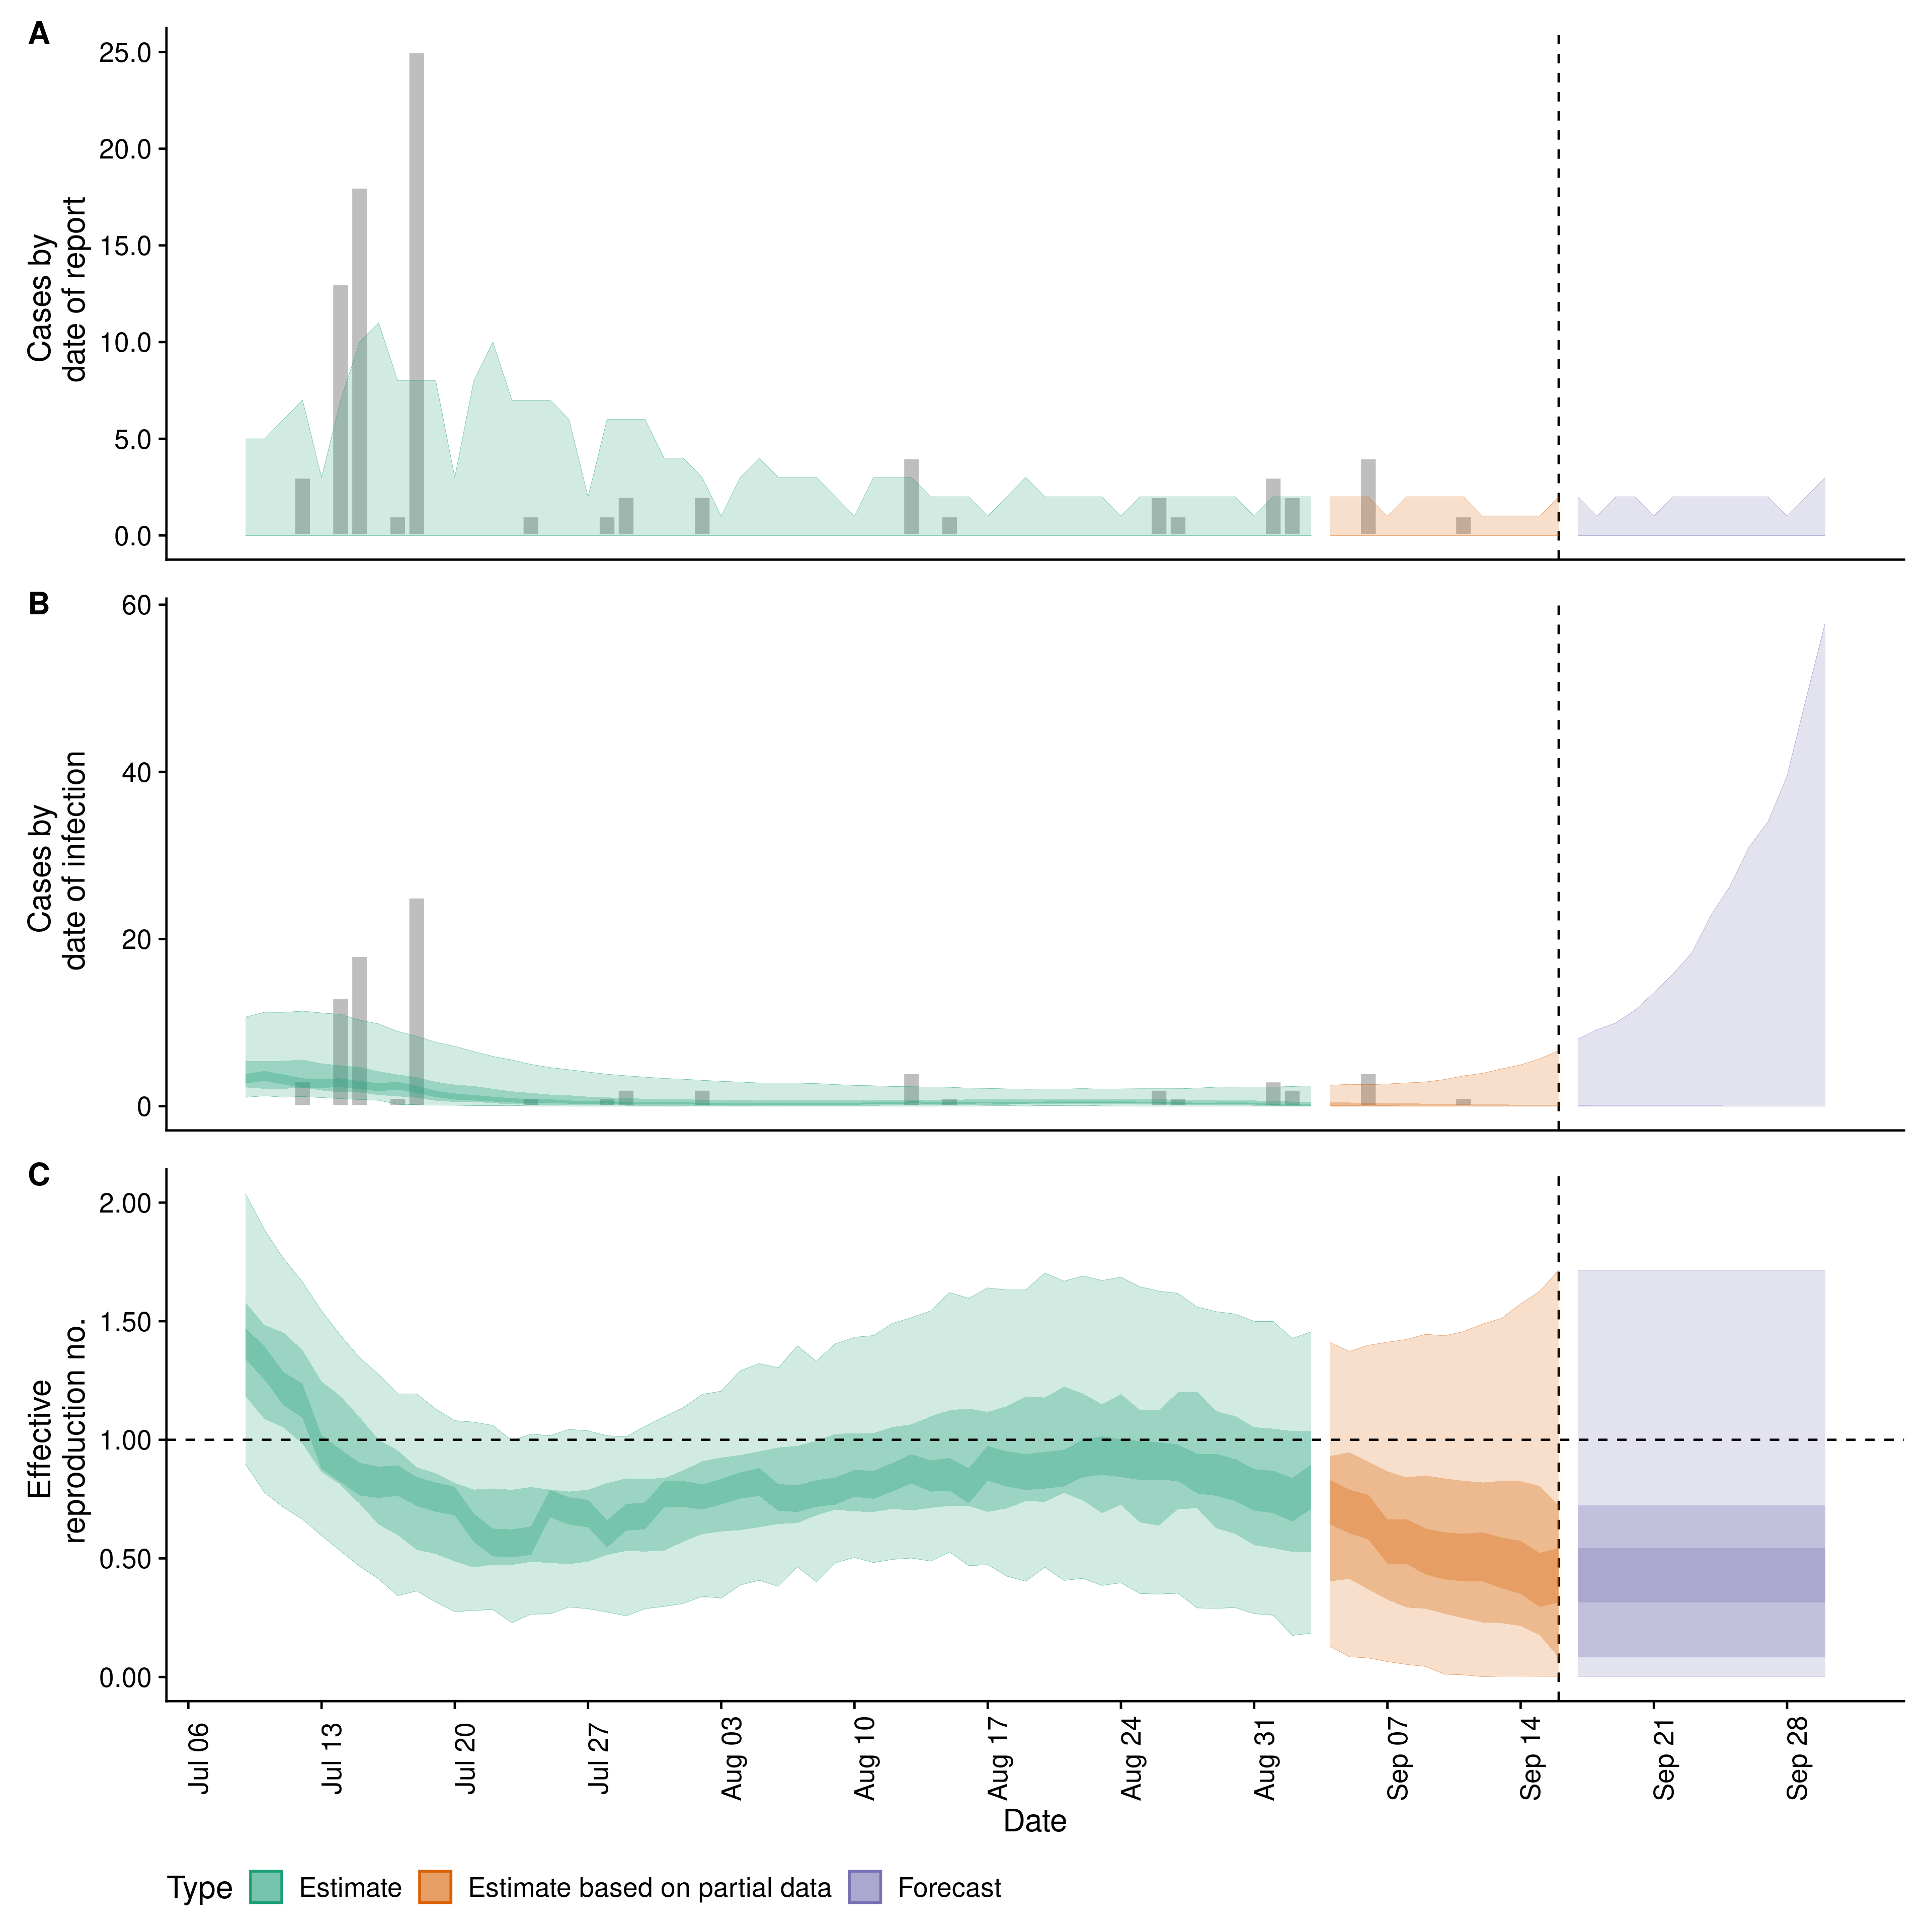 A
25.0
20.0
15.0
10.0
5.0
0.0
Cases by
date of report
B
60
40
20
0
Cases by
date of infection
C
2.00
1.50
1.00
0.50
0.00
Effective
reproduction no.
Jul 06
Jul 13
Jul 20
Jul 27
Aug 03
Aug 10
Aug 17
Aug 24
Aug 31
Sep 07
Sep 14
Sep 21
Sep 28
Date
Type Estimate Estimate based on partial data Forecast